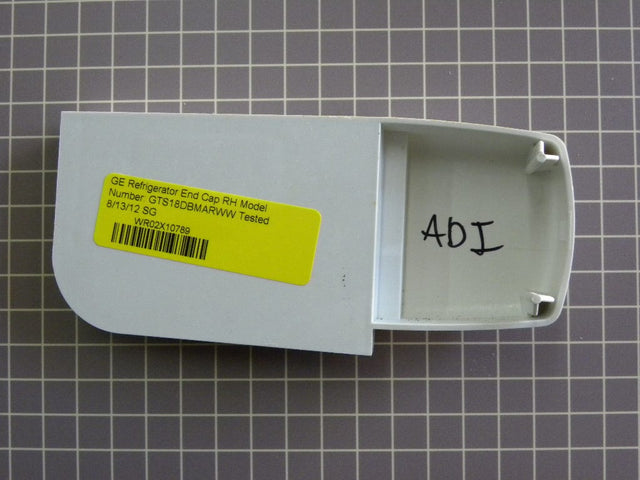 GE Refrigerator End Cap RH Model
Number GTS18DBMARWW Tested
8/13/12 SG
WR02X10789
ADI